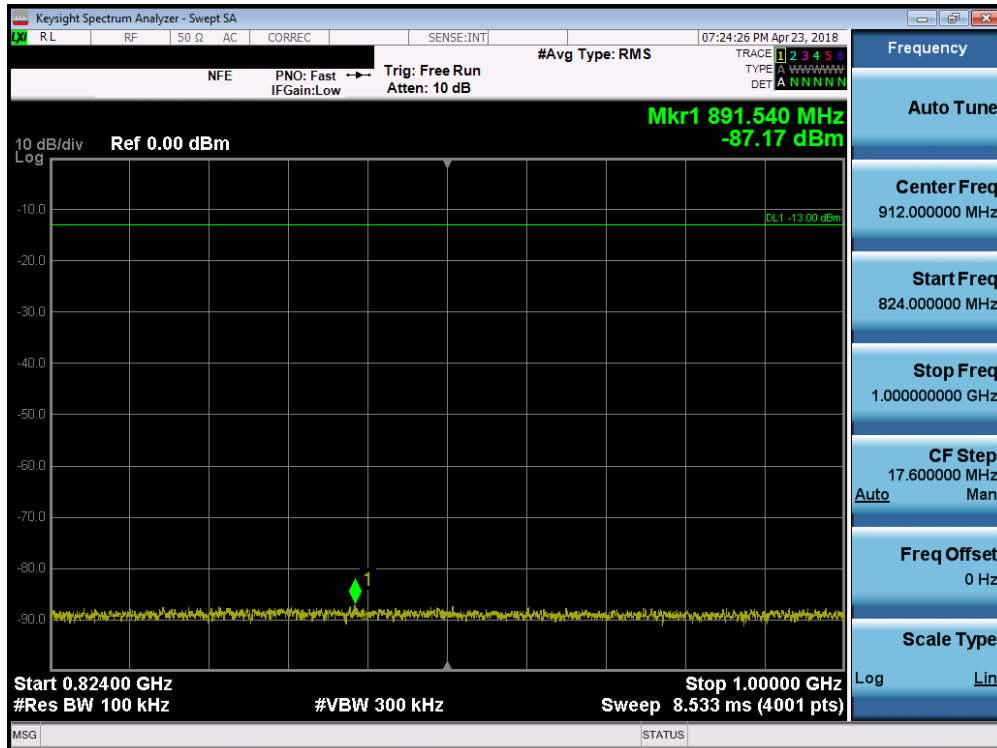 Keysight Spectrum Analyzer - Swept SA
LXI RL RF 50 Ω AC CORREC SENSE:INT 07:24:26 PM Apr 23, 2018
NFE PNO: Fast Trig: Free Run #Avg Type: RMS TRACE 1 2 3 4 5 6
IFGain:Low Atten: 10 dB TYPE A WWWWW
DET A N N N N N
Mkr1 891.540 MHz
-87.17 dBm
10 dB/div Ref 0.00 dBm
Log
-10.0
DL1 -13.00 dBm
-20.0
-30.0
-40.0
-50.0
-60.0
-70.0
-80.0
1
-90.0
Start 0.82400 GHz Stop 1.00000 GHz
#Res BW 100 kHz #VBW 300 kHz Sweep 8.533 ms (4001 pts)
MSG STATUS
Frequency
Auto Tune
Center Freq
912.000000 MHz
Start Freq
824.000000 MHz
Stop Freq
1.000000000 GHz
CF Step
17.600000 MHz
Auto Man
Freq Offset
0 Hz
Scale Type
Log Lin